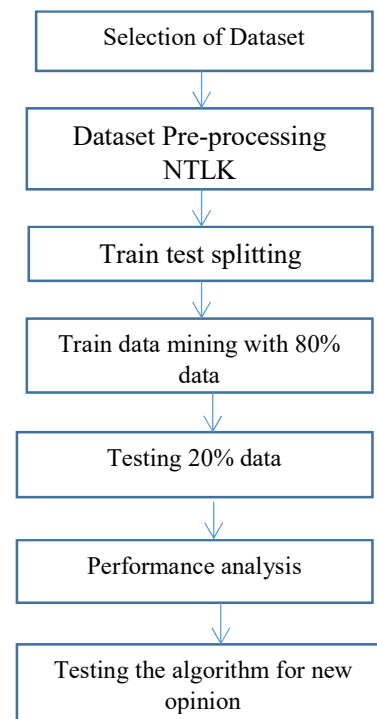 Selection of Dataset
Dataset Pre-processing
NTLK
Train test splitting
Train data mining with 80%
data
Testing 20% data
Performance analysis
Testing the algorithm for new
opinion